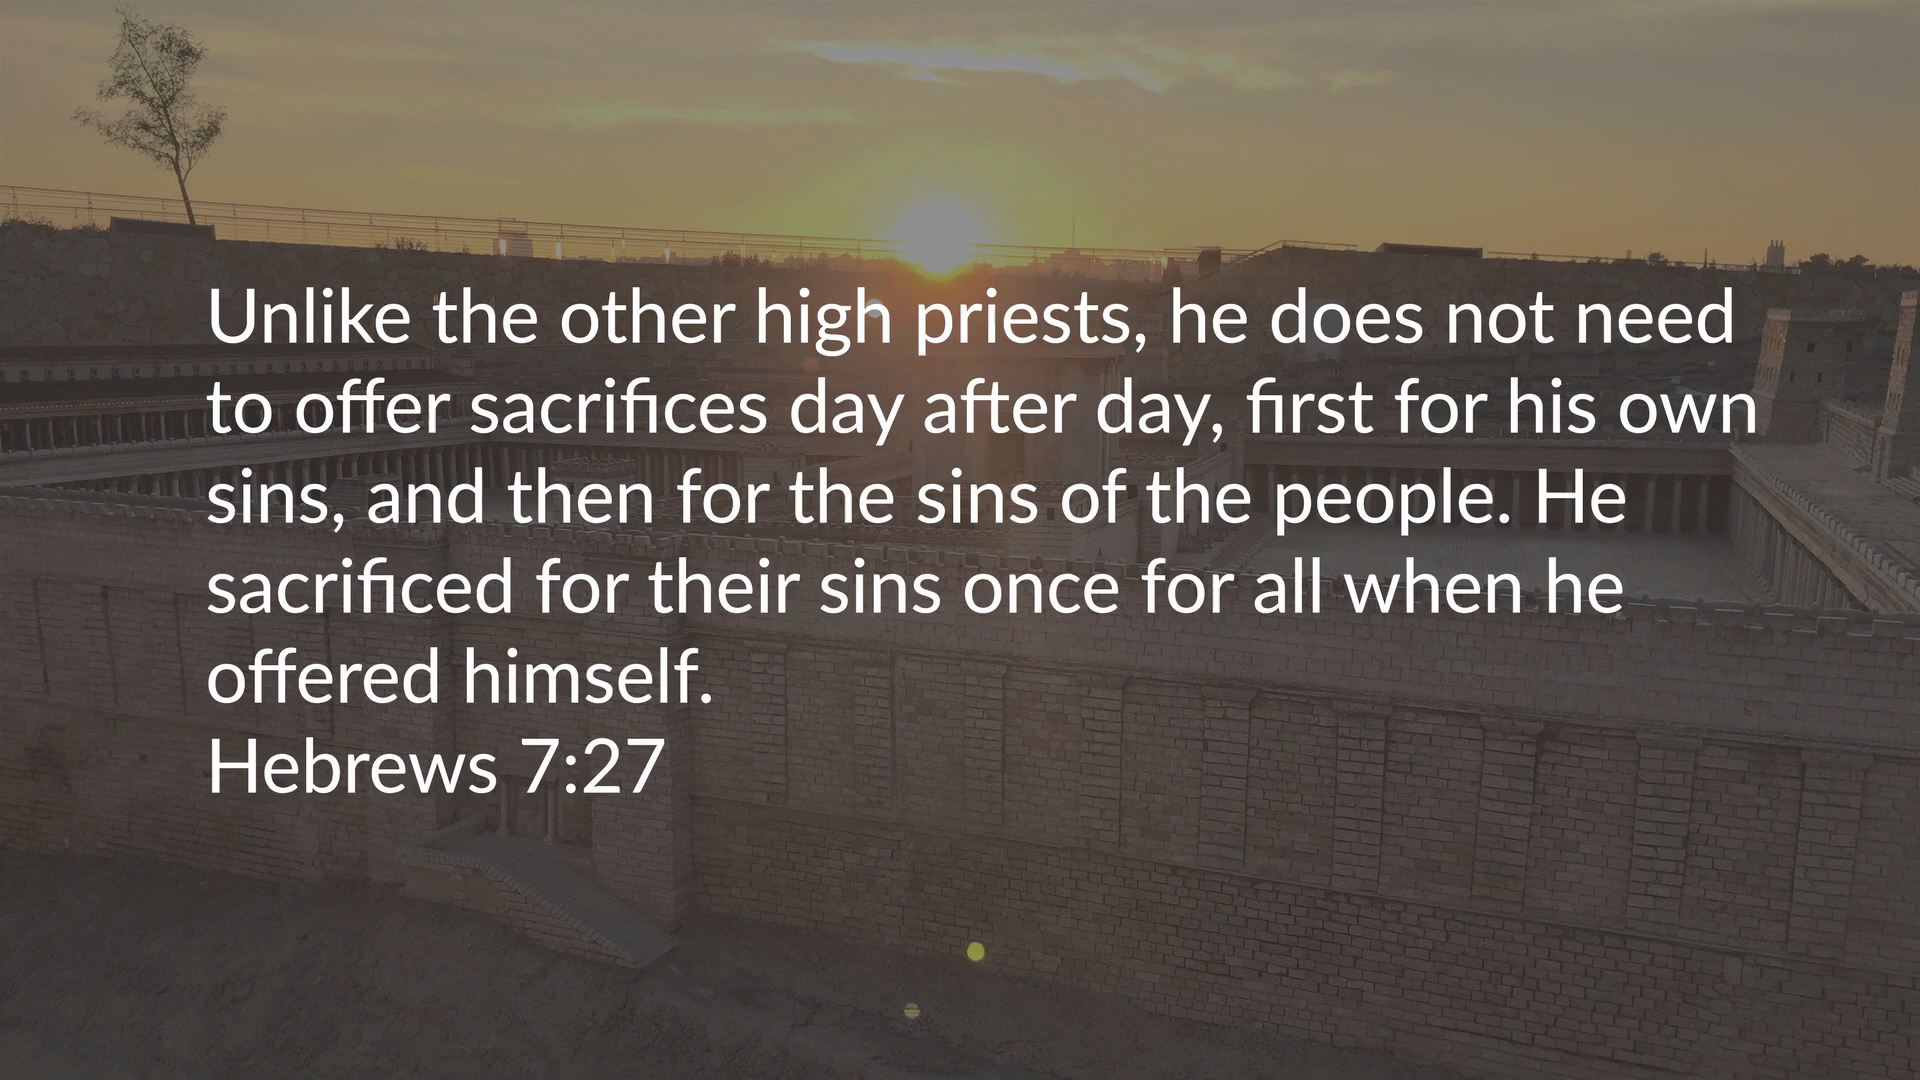 Unlike the other high priests, he does not need
to offer sacrifices day after day, first for his own
sins, and then for the sins of the people. He
sacrificed for their sins once for all when he
offered himself.
Hebrews 7:27